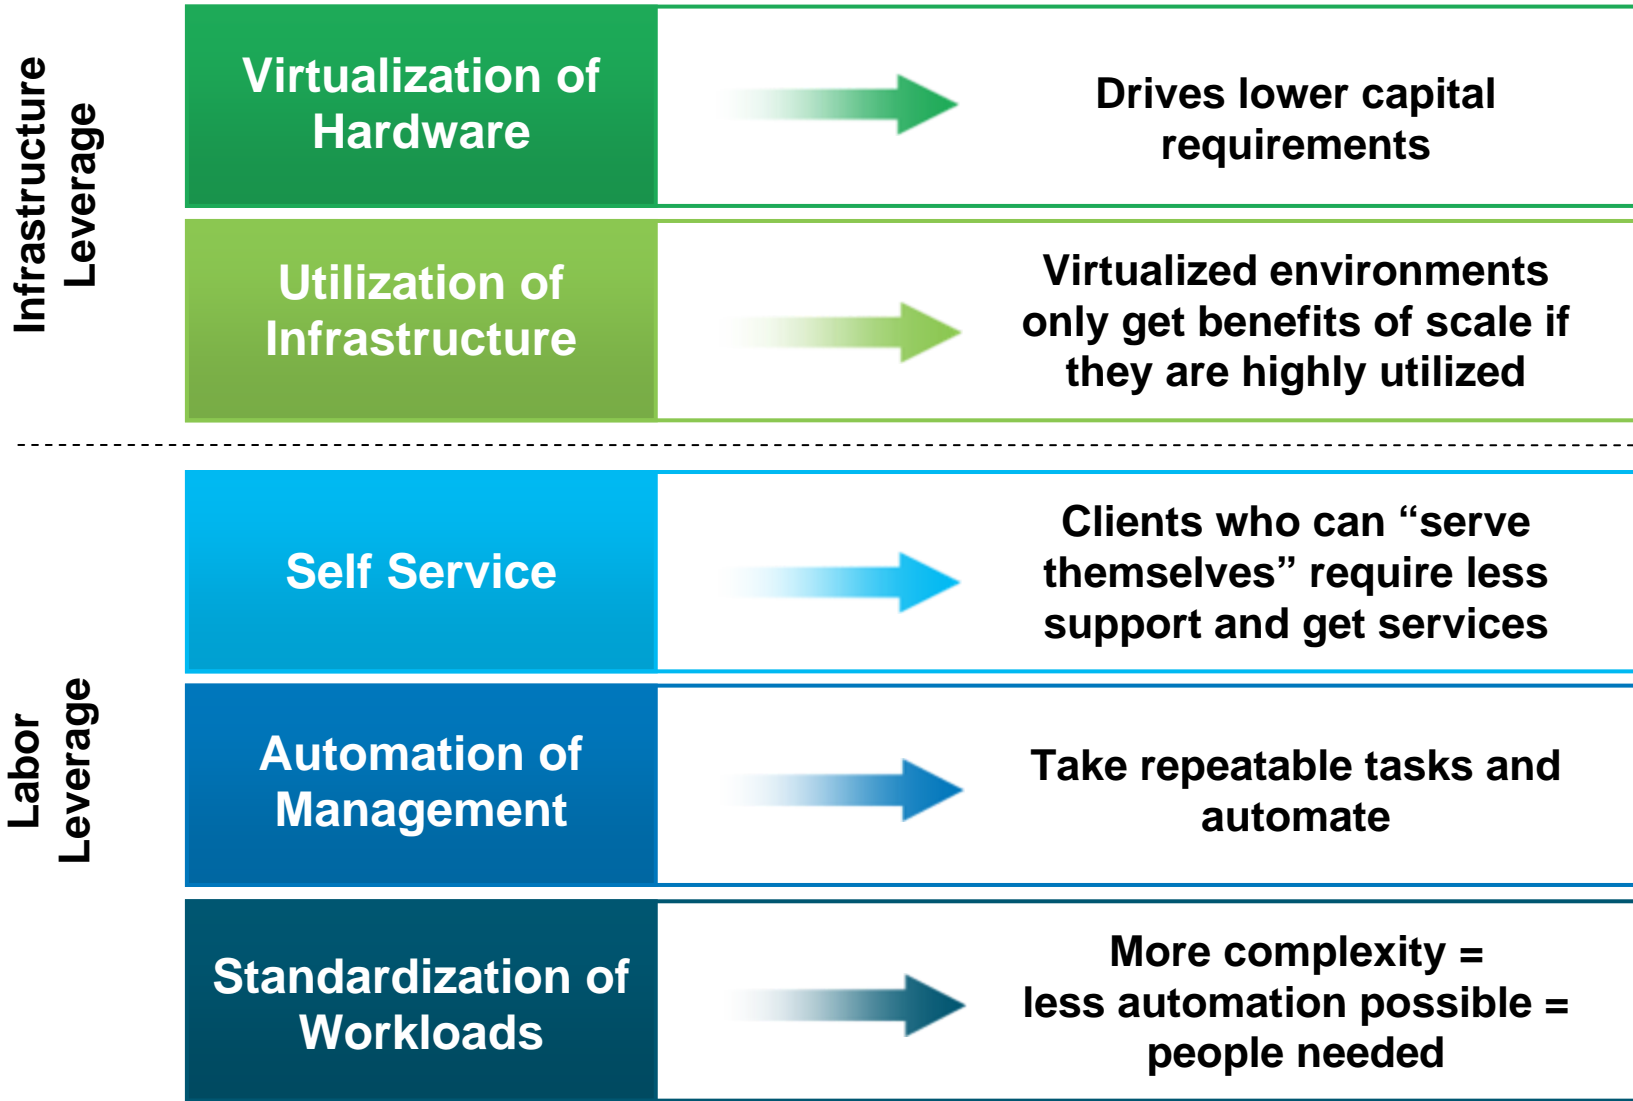 Infrastructure
Leverage
Virtualization of
Hardware
Drives lower capital
requirements
Utilization of
Infrastructure
Virtualized environments
only get benefits of scale if
they are highly utilized
Labor
Leverage
Self Service
Clients who can “serve
themselves” require less
support and get services
Automation of
Management
Take repeatable tasks and
automate
Standardization of
Workloads
More complexity =
less automation possible =
people needed